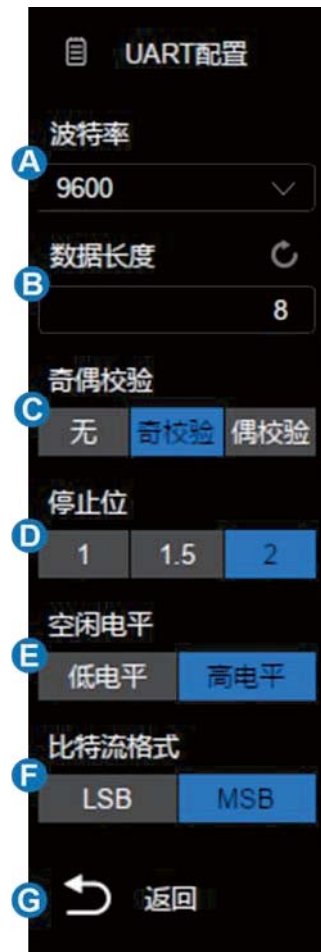 UART配置
波特率
A
9600
数据长度
B
8
奇偶校验
C
无 奇校验 偶校验
停止位
D
1 1.5 2
空闲电平
E
低电平 高电平
比特流格式
F
LSB MSB
G 返回